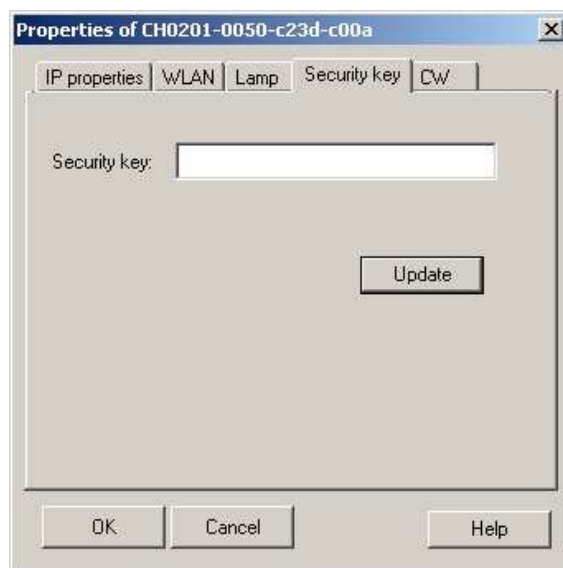 Properties of CH0201-0050-c23d-c00a
IP properties WLAN Lamp Security key CW
Security key:
Update
OK Cancel Help